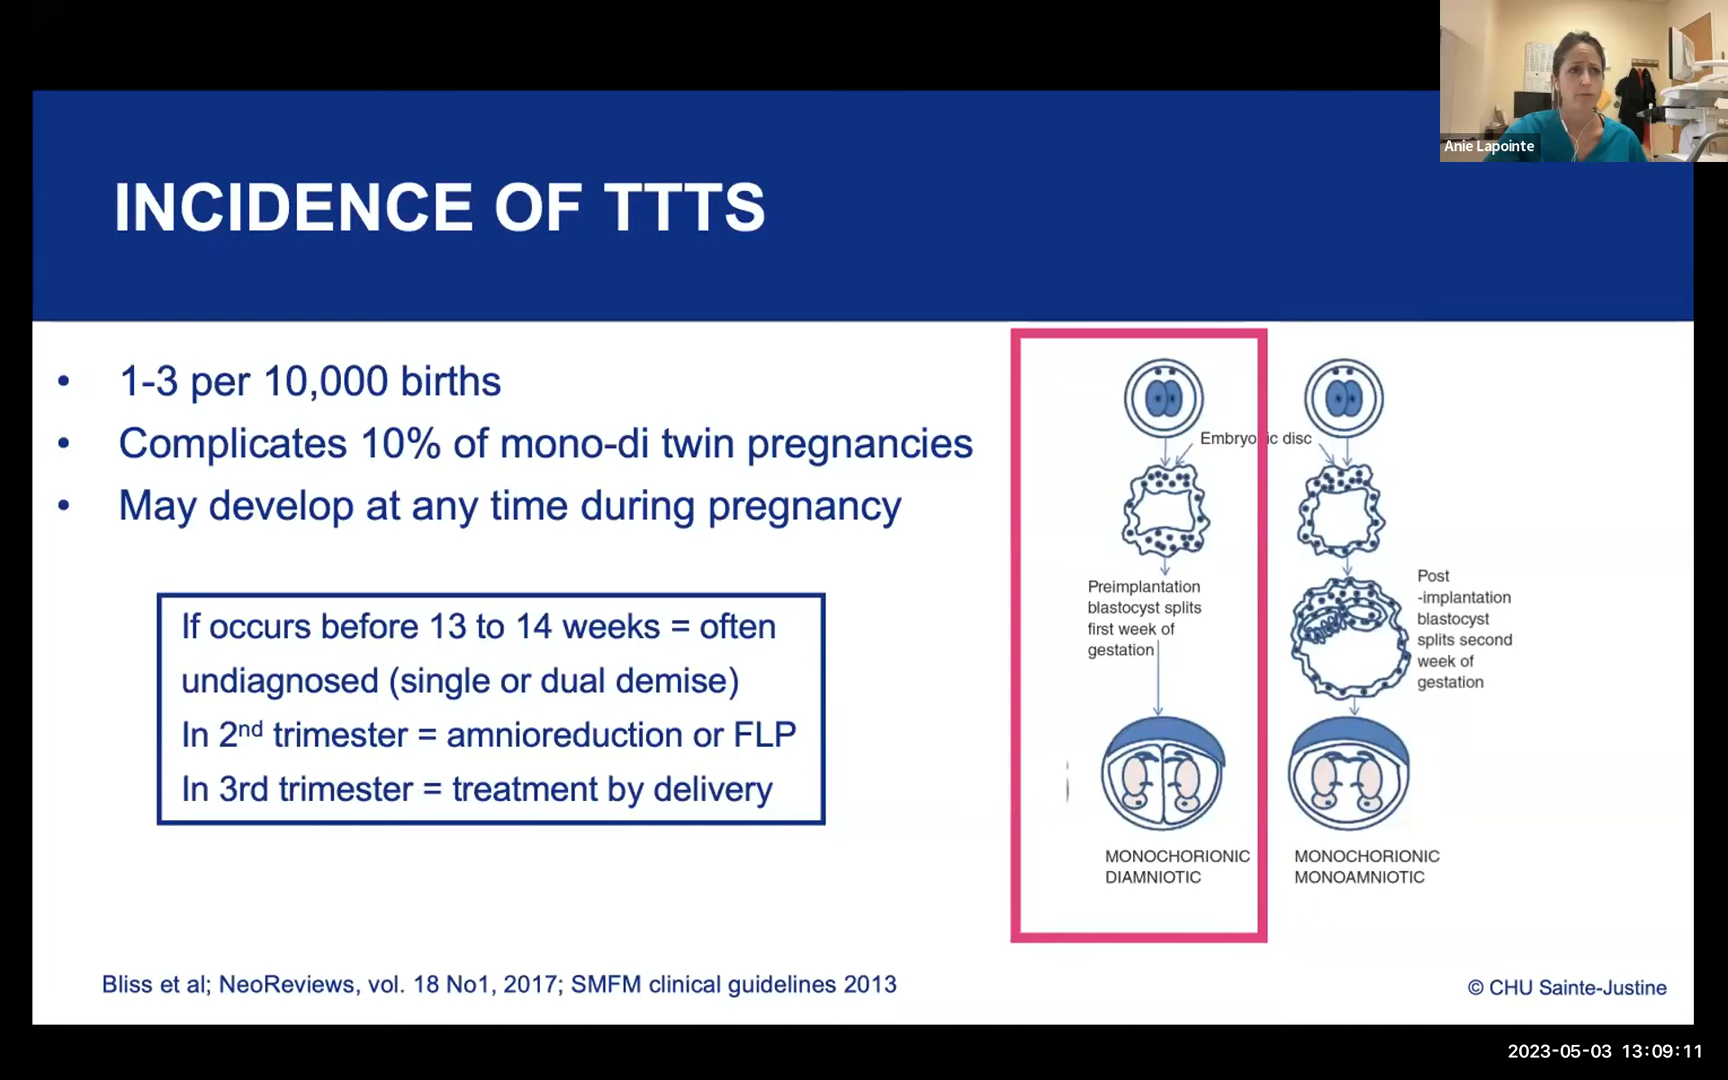 Anie Lapointe
INCIDENCE OF TTTS
• 1-3 per 10,000 births
• Complicates 10% of mono-di twin pregnancies
• May develop at any time during pregnancy
If occurs before 13 to 14 weeks = often
undiagnosed (single or dual demise)
In 2nd trimester = amnioreduction or FLP
In 3rd trimester = treatment by delivery
Embryonic disc
Preimplantation
blastocyst splits
first week of
gestation
Post
-implantation
blastocyst
splits second
week of
gestation
MONOCHORIONIC
DIAMNIOTIC
MONOCHORIONIC
MONOAMNIOTIC
Bliss et al; NeoReviews, vol. 18 No1, 2017; SMFM clinical guidelines 2013
© CHU Sainte-Justine
2023-05-03 13:09:11